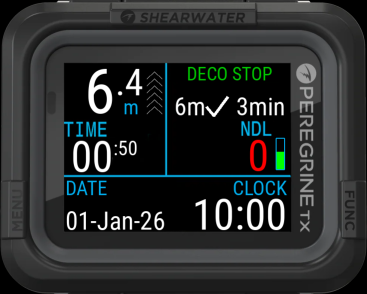 SHEARWATER
6.4 m
DECO STOP
6m✓ 3min
TIME
00:50
NDL
0
DATE
01-Jan-26
CLOCK
10:00
PEREGRINE TX
MENU
FUNC